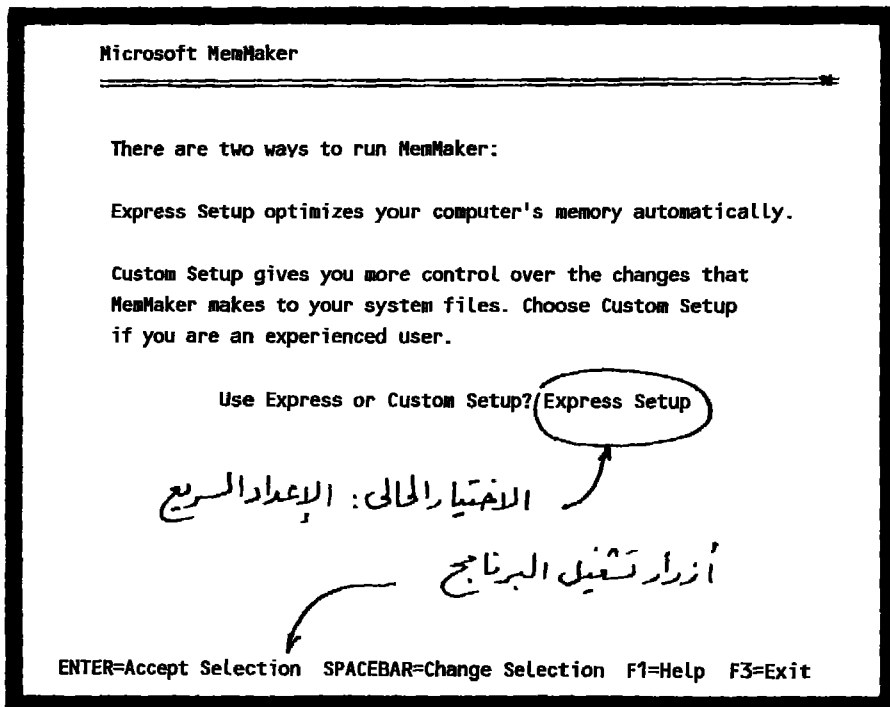 Microsoft MemMaker
There are two ways to run MemMaker:
Express Setup optimizes your computer's memory automatically.
Custom Setup gives you more control over the changes that
MemMaker makes to your system files. Choose Custom Setup
if you are an experienced user.
Use Express or Custom Setup? Express Setup
الاختيار الحالى: الإعداد السريع
أزرار تشغيل البرنامج
ENTER=Accept Selection SPACEBAR=Change Selection F1=Help F3=Exit